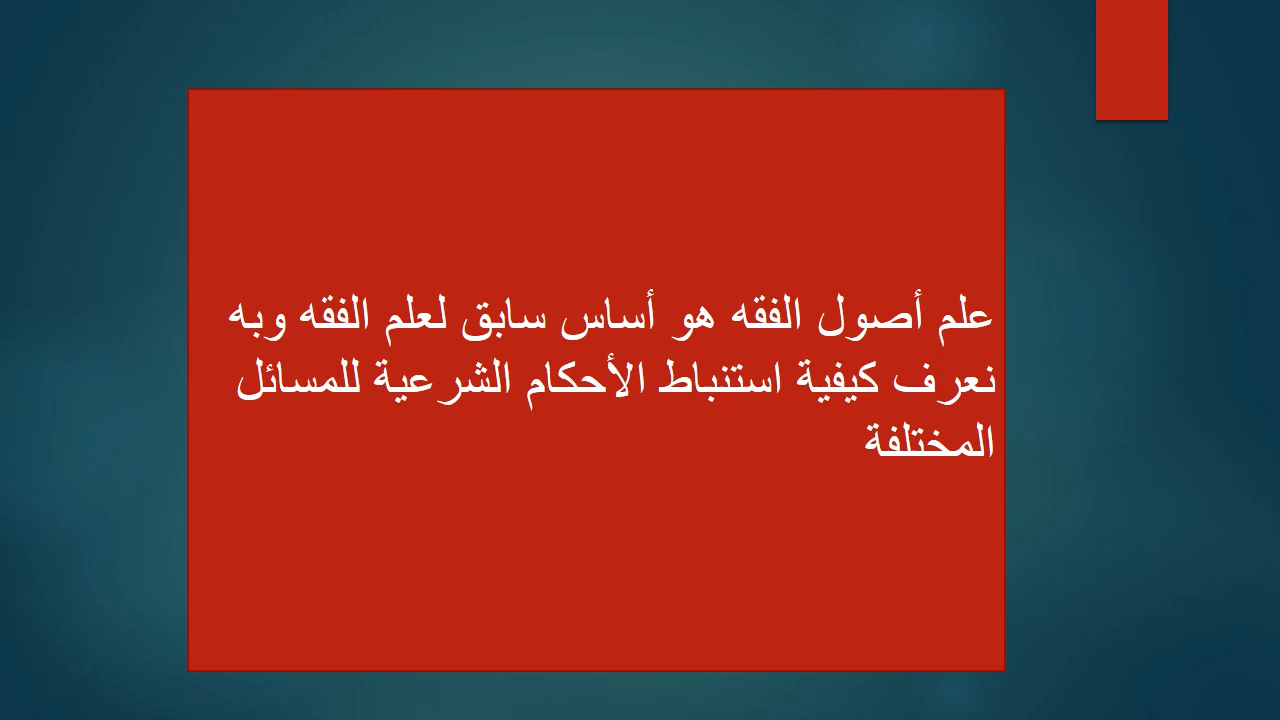 علم أصول الفقه هو أساس سابق لعلم الفقه وبه
نعرف كيفية استنباط الأحكام الشرعية للمسائل
المختلفة